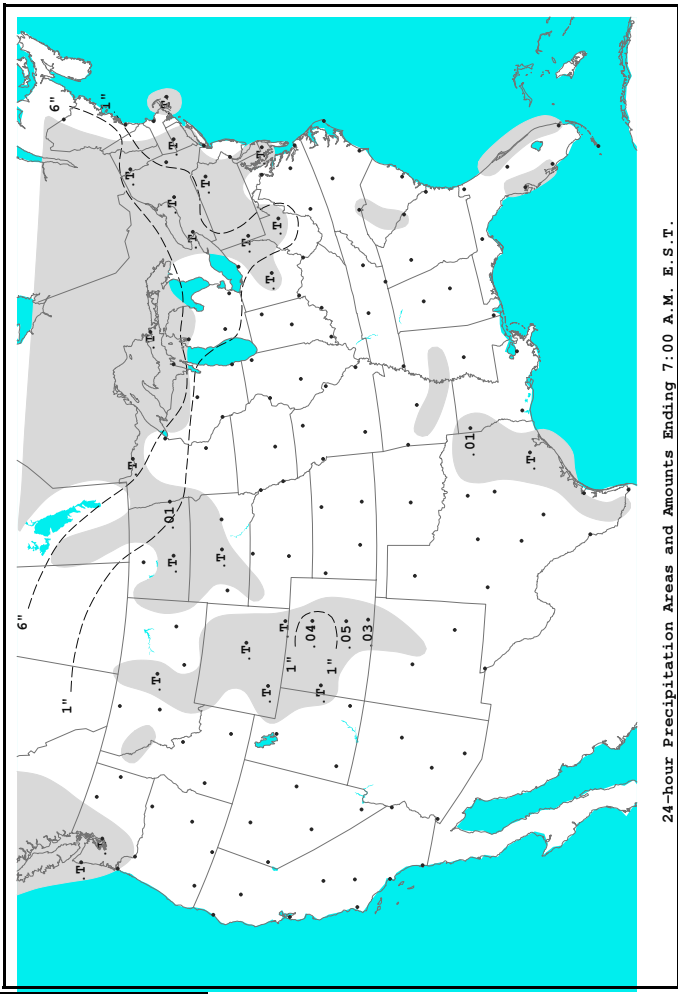 24-hour Precipitation Areas and Amounts Ending 7:00 A.M. E.S.T.
6"
1"
T
T
T
T
T
T
T
T
T
T
T
T
.01
.01
T
T
T
6"
1"
T
.04
.05
.03
T
T
T
1"
1"
T
T
T